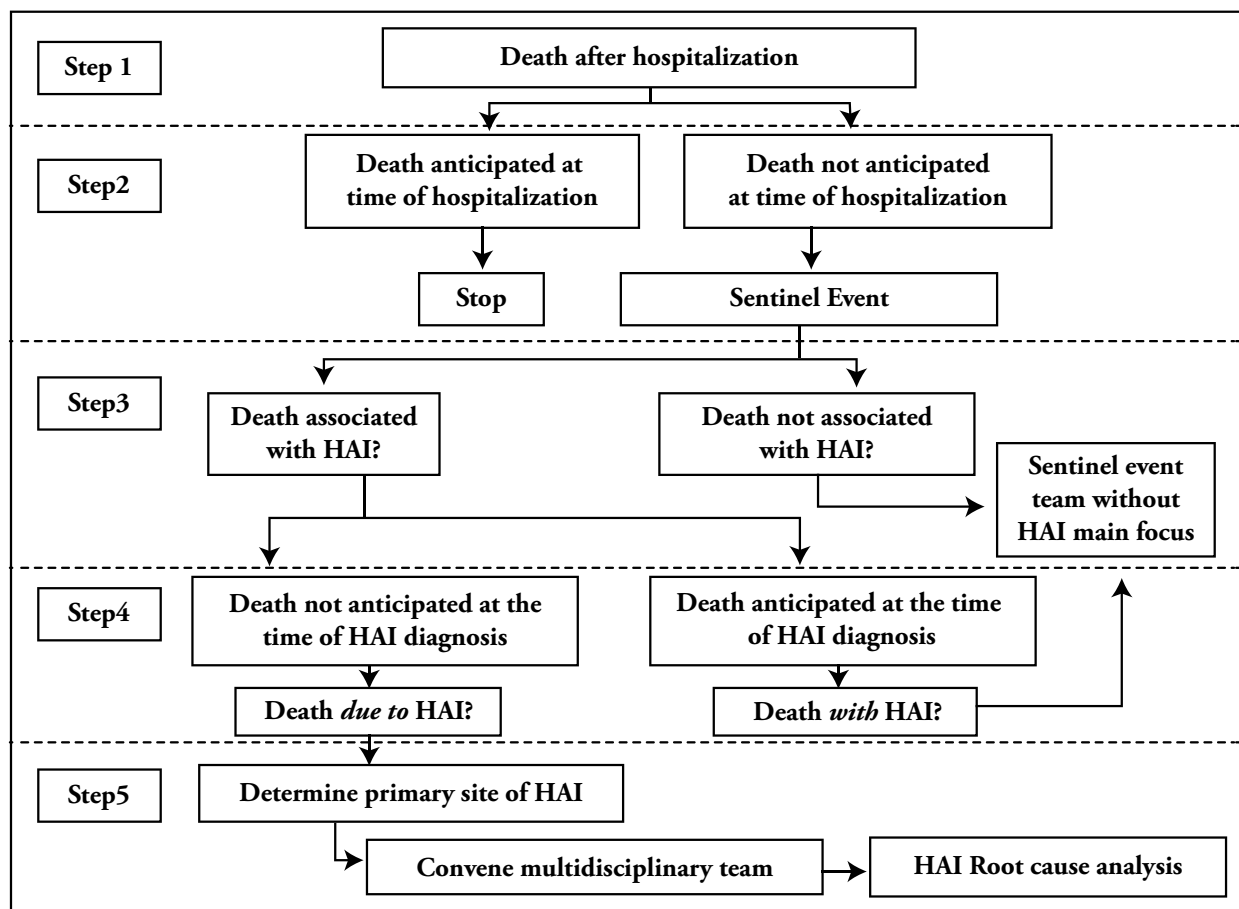 Step 1
Death after hospitalization
Step2
Death anticipated at
time of hospitalization
Death not anticipated
at time of hospitalization
Stop
Sentinel Event
Step3
Death associated
with HAI?
Death not associated
with HAI?
Sentinel event
team without
HAI main focus
Step4
Death not anticipated at the
time of HAI diagnosis
Death anticipated at the time
of HAI diagnosis
Death due to HAI?
Death with HAI?
Step5
Determine primary site of HAI
Convene multidisciplinary team
HAI Root cause analysis